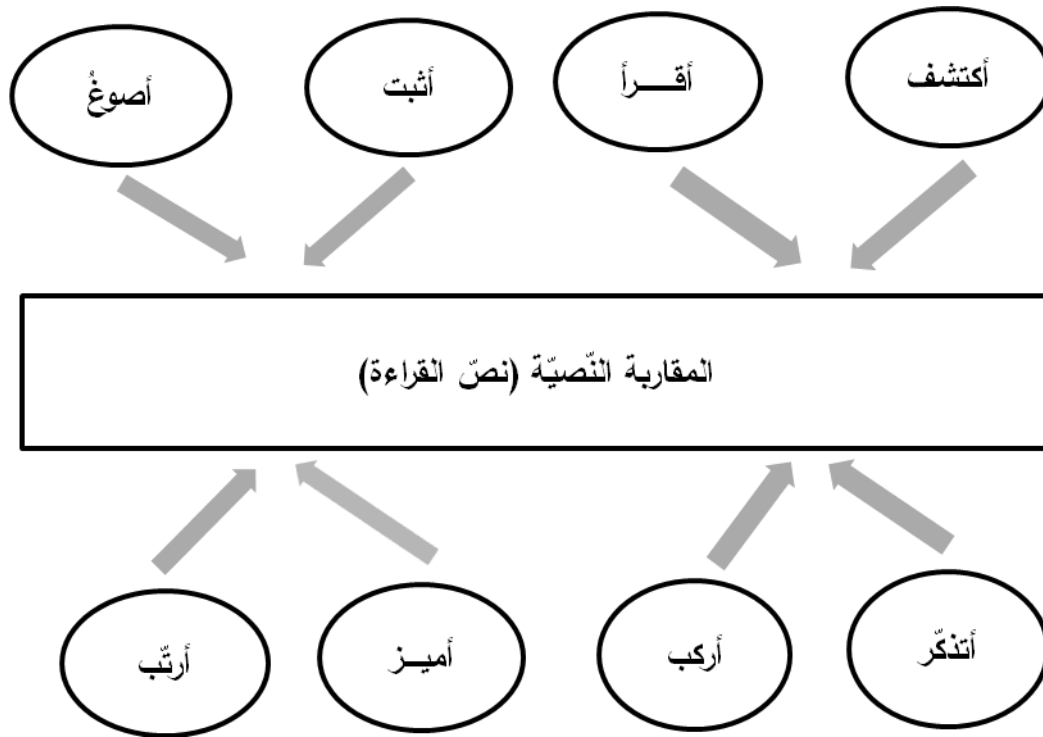 أكتشف
أقـــرأ
أثبت
أصوغُ
المقاربة النّصيّة (نصّ القراءة)
أتذكّر
أركب
أميـــز
أرتّب